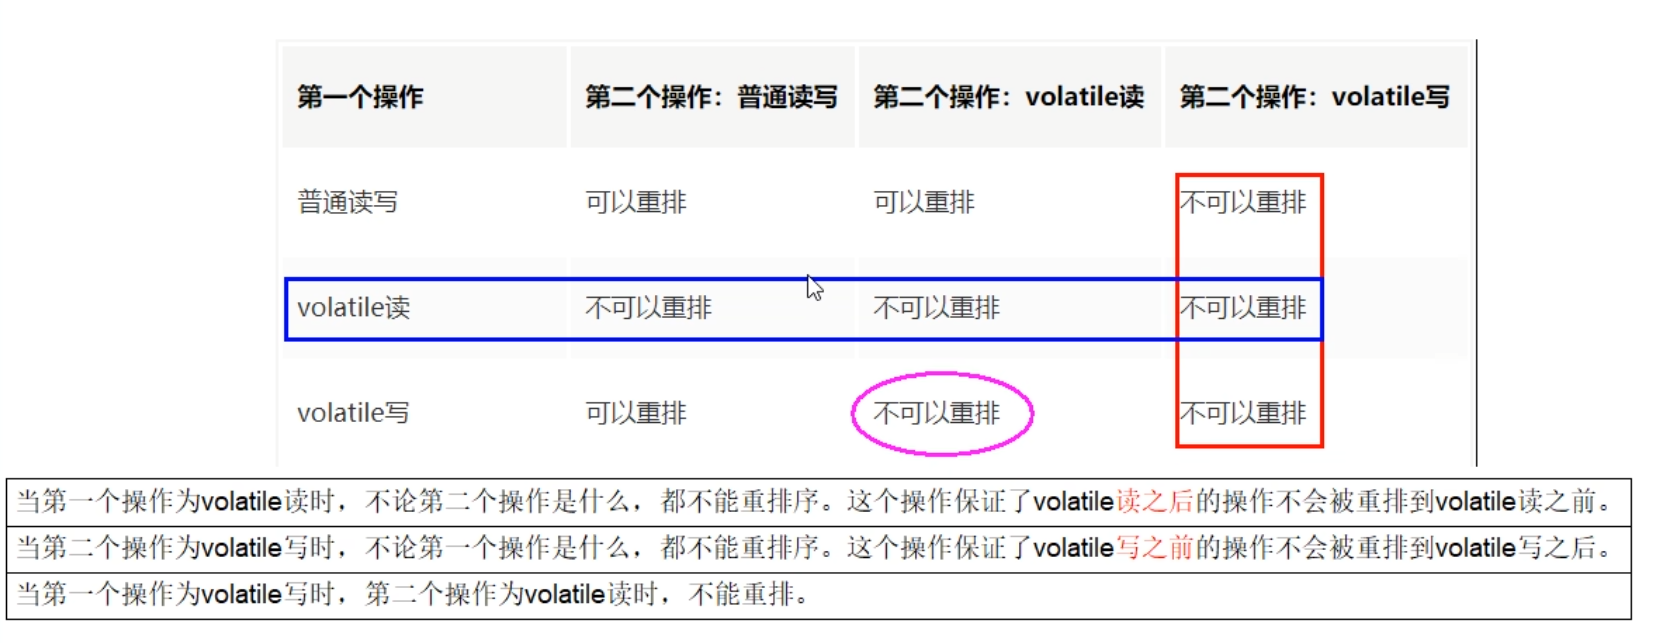 第一个操作 第二个操作：普通读写 第二个操作：volatile读 第二个操作：volatile写
普通读写 可以重排 可以重排 不可以重排
volatile读 不可以重排 不可以重排 不可以重排
volatile写 可以重排 不可以重排 不可以重排
当第一个操作为volatile读时，不论第二个操作是什么，都不能重排序。这个操作保证了volatile读之后的操作不会被重排到volatile读之前。
当第二个操作为volatile写时，不论第一个操作是什么，都不能重排序。这个操作保证了volatile写之前的操作不会被重排到volatile写之后。
当第一个操作为volatile写时，第二个操作为volatile读时，不能重排。